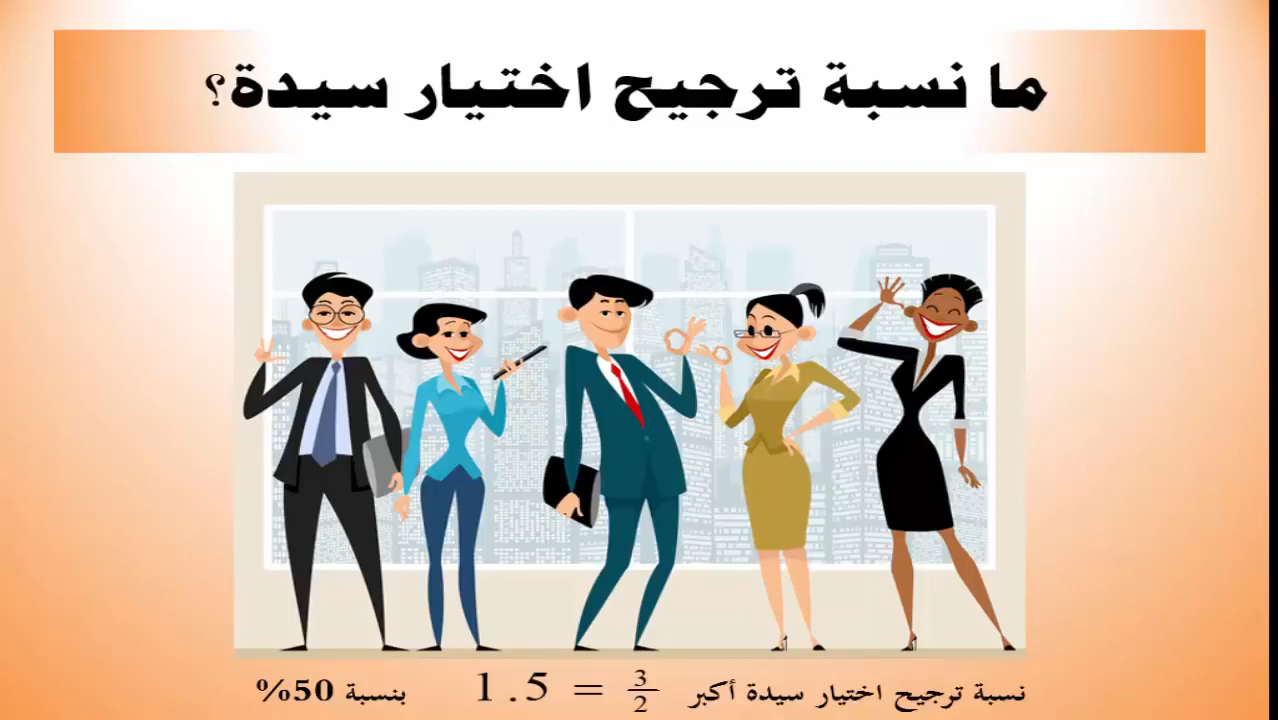 ما نسبة ترجيح اختيار سيدة؟
نسبة ترجيح اختيار سيدة أكبر 3/2 = 1.5 بنسبة 50%